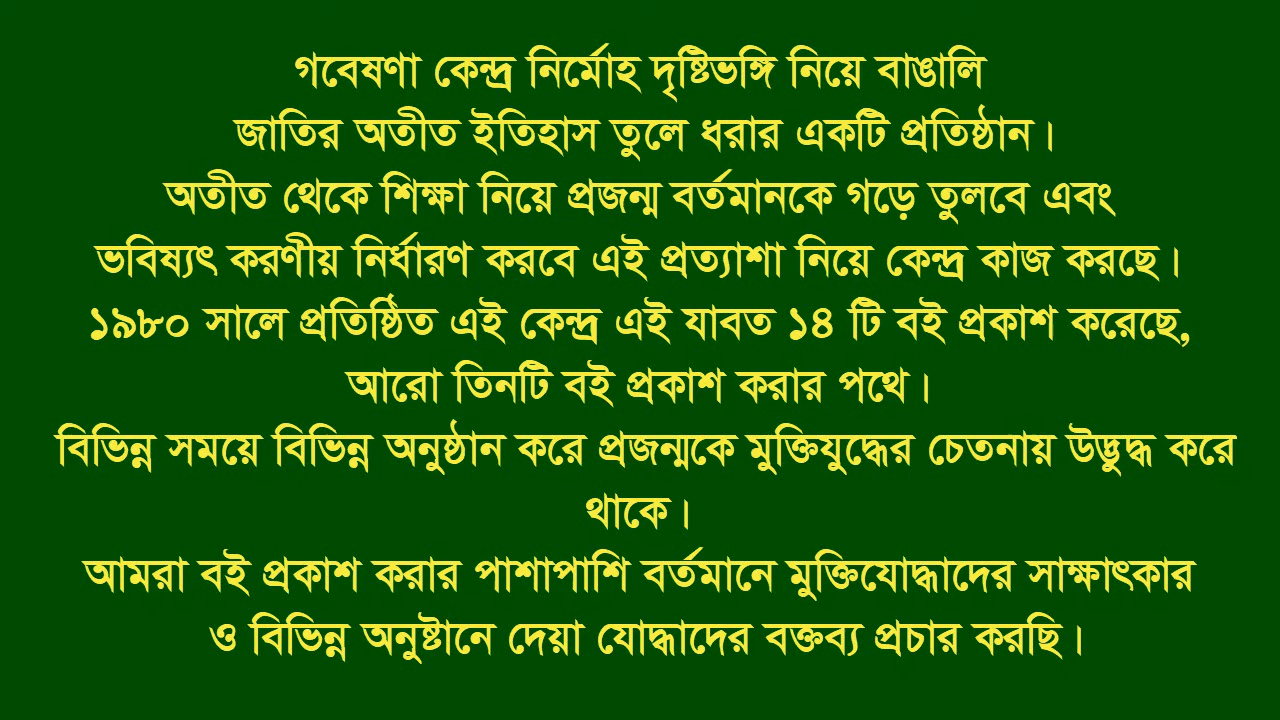 গবেষণা কেন্দ্র নির্মোহ দৃষ্টিভঙ্গি নিয়ে বাঙালি
জাতির অতীত ইতিহাস তুলে ধরার একটি প্রতিষ্ঠান।
অতীত থেকে শিক্ষা নিয়ে প্রজন্ম বর্তমানকে গড়ে তুলবে এবং
ভবিষ্যৎ করণীয় নির্ধারণ করবে এই প্রত্যাশা নিয়ে কেন্দ্র কাজ করছে।
১৯৮০ সালে প্রতিষ্ঠিত এই কেন্দ্র এই যাবত ১৪ টি বই প্রকাশ করেছে,
আরো তিনটি বই প্রকাশ করার পথে।
বিভিন্ন সময়ে বিভিন্ন অনুষ্ঠান করে প্রজন্মকে মুক্তিযুদ্ধের চেতনায় উদ্ভুদ্ধ করে
থাকে।
আমরা বই প্রকাশ করার পাশাপাশি বর্তমানে মুক্তিযোদ্ধাদের সাক্ষাৎকার
ও বিভিন্ন অনুষ্টানে দেয়া যোদ্ধাদের বক্তব্য প্রচার করছি।